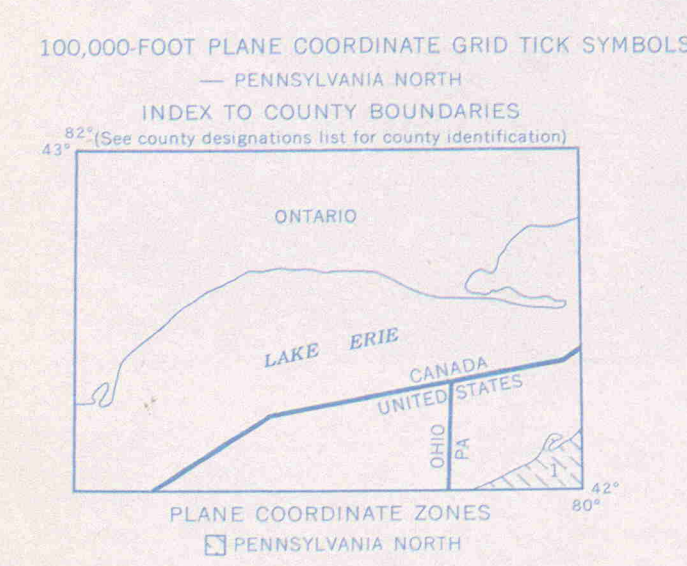 100,000-FOOT PLANE COORDINATE GRID TICK SYMBOLS
— PENNSYLVANIA NORTH
INDEX TO COUNTY BOUNDARIES
82° (See county designations list for county identification)
43°
ONTARIO
LAKE ERIE
CANADA
UNITED STATES
OHIO
PA
1
42°
80°
PLANE COORDINATE ZONES
PENNSYLVANIA NORTH